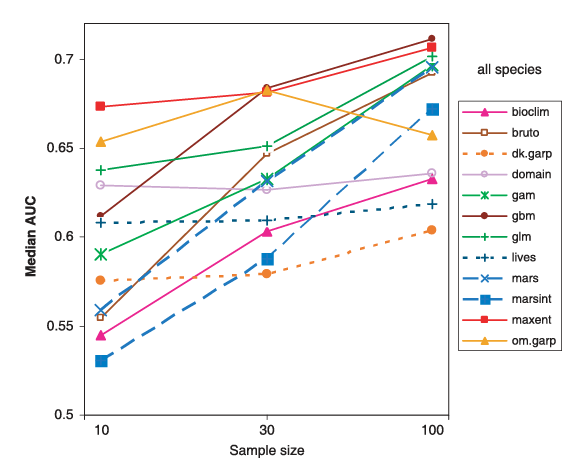 0.7
0.65
0.6
0.55
0.5
Median AUC
10
30
100
Sample size
all species
bioclim
bruto
dk.garp
domain
gam
gbm
glm
lives
mars
marsint
maxent
om.garp